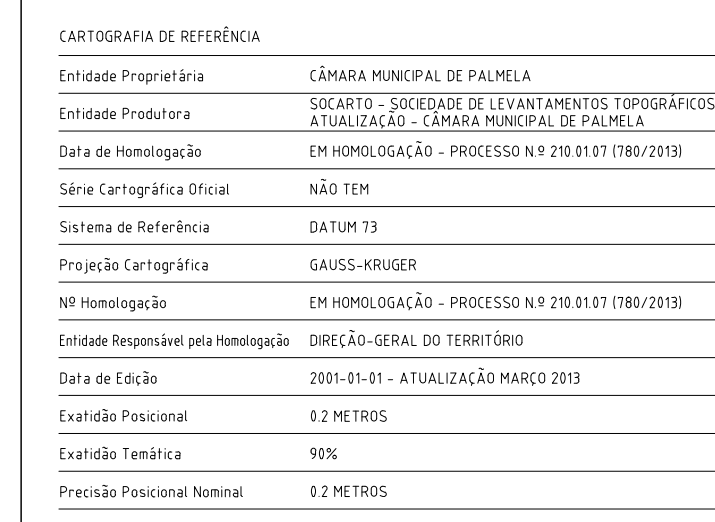 CARTOGRAFIA DE REFERÊNCIA
Entidade Proprietária CÂMARA MUNICIPAL DE PALMELA
Entidade Produtora SOCARTO - SOCIEDADE DE LEVANTAMENTOS TOPOGRÁFICOS
ATUALIZAÇÃO - CÂMARA MUNICIPAL DE PALMELA
Data de Homologação EM HOMOLOGAÇÃO - PROCESSO N.º 210.01.07 (780/2013)
Série Cartográfica Oficial NÃO TEM
Sistema de Referência DATUM 73
Projeção Cartográfica GAUSS-KRUGER
Nº Homologação EM HOMOLOGAÇÃO - PROCESSO N.º 210.01.07 (780/2013)
Entidade Responsável pela Homologação DIREÇÃO-GERAL DO TERRITÓRIO
Data de Edição 2001-01-01 - ATUALIZAÇÃO MARÇO 2013
Exatidão Posicional 0.2 METROS
Exatidão Temática 90%
Precisão Posicional Nominal 0.2 METROS